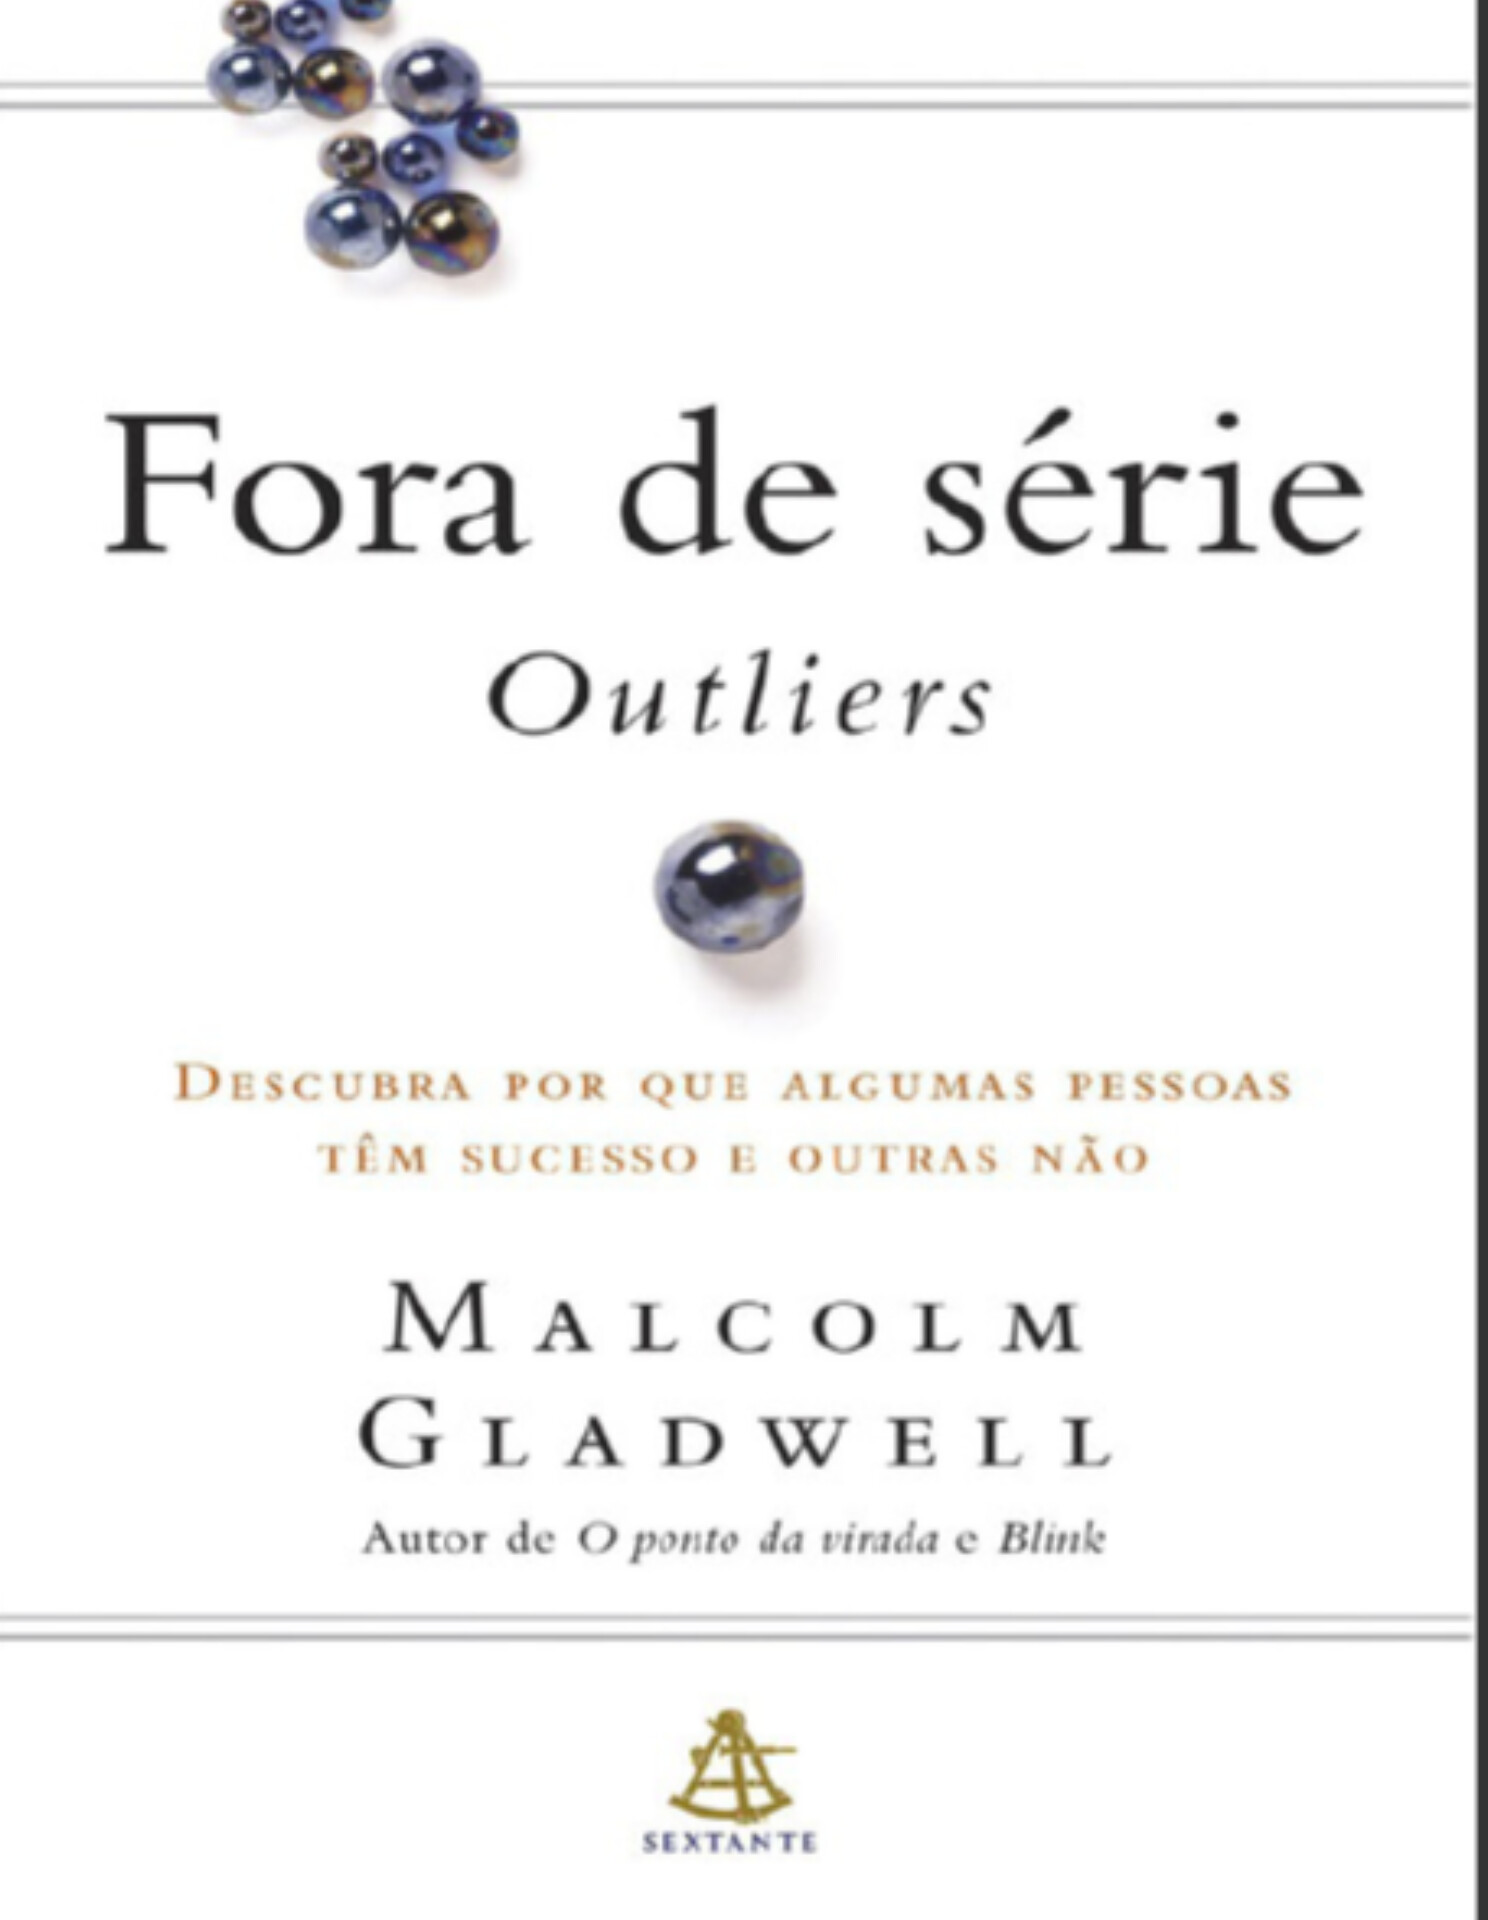 Fora de série
Outliers
DESCUBRA POR QUE ALGUMAS PESSOAS
TÊM SUCESSO E OUTRAS NÃO
MALCOLM
GLADWELL
Autor de O ponto da virada e Blink
SEXTANTE